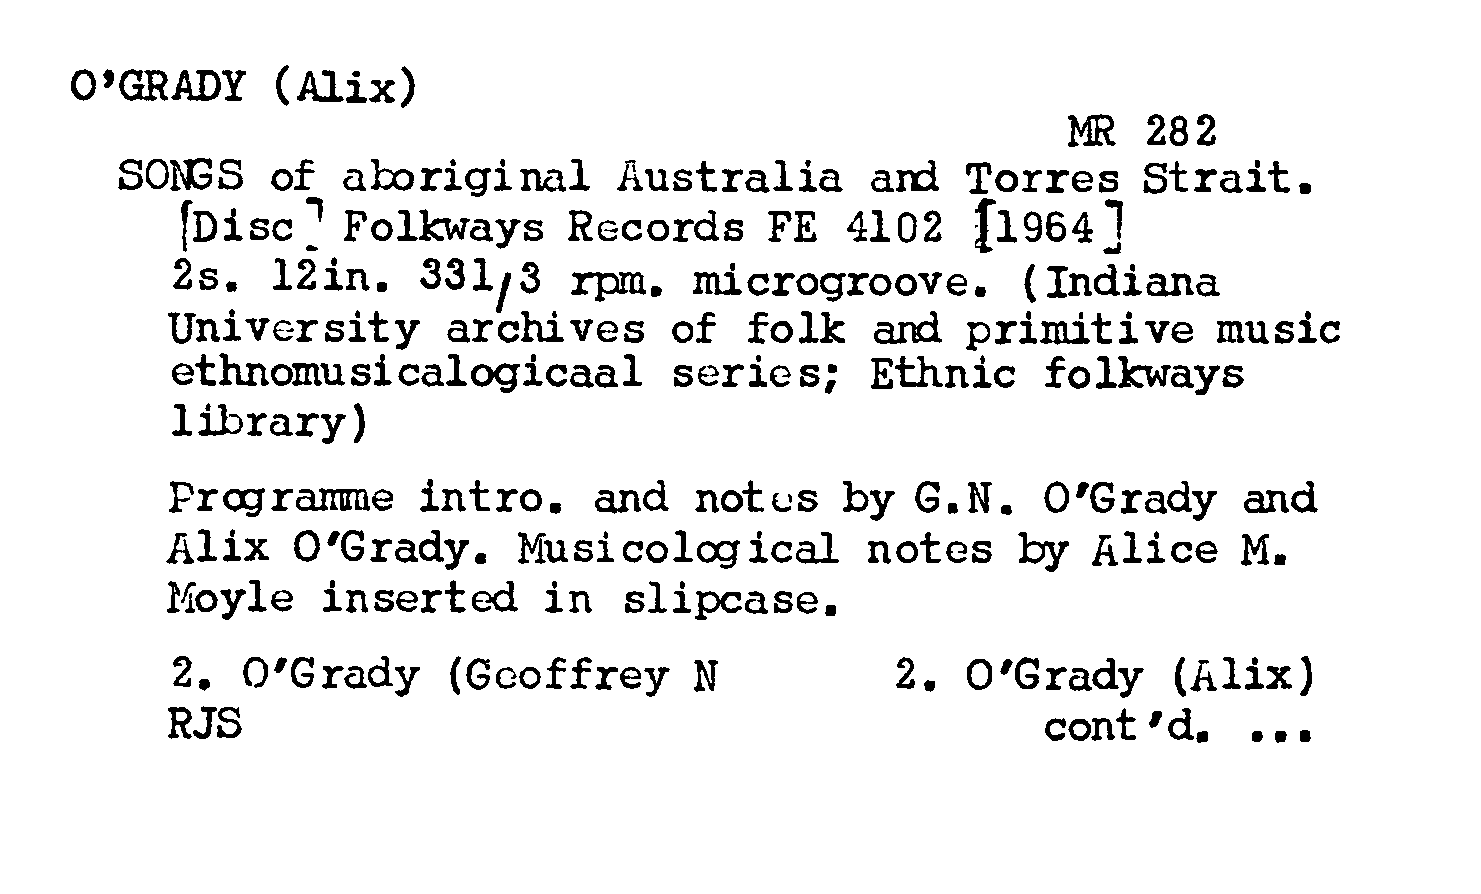 O'GRADY (Alix)
MR 282
SONGS of aboriginal Australia and Torres Strait.
[Disc] Folkways Records FE 4102 [1964]
2s. 12in. 331/3 rpm. microgroove. (Indiana
University archives of folk and primitive music
ethnomusicalogicaal series; Ethnic folkways
library)
Programme intro. and notes by G.N. O'Grady and
Alix O'Grady. Musicological notes by Alice M.
Moyle inserted in slipcase.
2. O'Grady (Geoffrey N 2. O'Grady (Alix)
RJS cont'd. ...